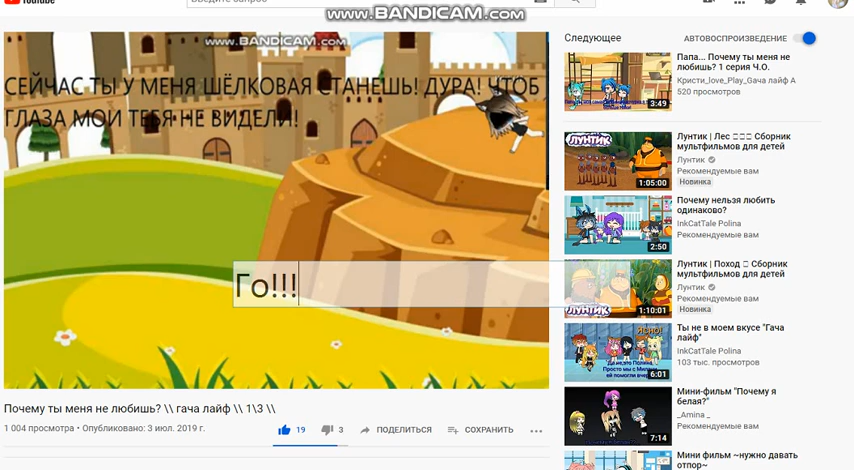 YouTube
Введите запрос
www.BANDICAM.com
www.BANDICAM.com
СЕЙЧАС ТЫ У МЕНЯ ШЁЛКОВАЯ СТАНЕШЬ! ДУРА! ЧТОБ
ГЛАЗА МОИ ТЕБЯ НЕ ВИДЕЛИ!
Го!!!
Почему ты меня не любишь? \\ гача лайф \\ 1\3 \\
1 004 просмотра • Опубликовано: 3 июл. 2019 г.
19
3
ПОДЕЛИТЬСЯ
СОХРАНИТЬ
Следующее
АВТОВОСПРОИЗВЕДЕНИЕ
Папа... Почему ты меня не
любишь? 1 серия Ч.О.
Кристи_love_Play_Гача лайф А
520 просмотров
3:49
ЛУНТИК
Лунтик | Лес Сборник
мультфильмов для детей
Лунтик
Рекомендуемые вам
Новинка
1:05:00
Почему нельзя любить
одинаково?
InkCatTale Polina
Рекомендуемые вам
2:50
Лунтик | Поход Сборник
мультфильмов для детей
Лунтик
Рекомендуемые вам
Новинка
ЛУНТИК
1:10:01
Ты не в моем вкусе "Гача
лайф"
InkCatTale Polina
103 тыс. просмотров
ЯСНО!
6:01
Мини-фильм "Почему я
белая?"
_Amina _
Рекомендуемые вам
7:14
Мини фильм ~нужно давать
отпор~